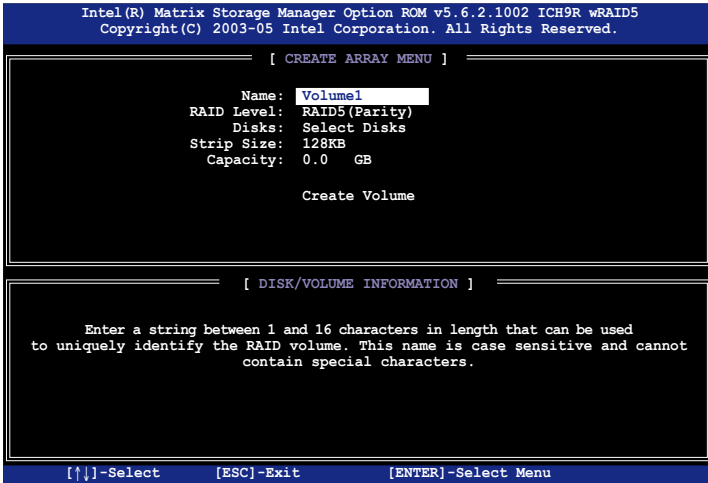 Intel(R) Matrix Storage Manager Option ROM v5.6.2.1002 ICH9R wRAID5
Copyright(C) 2003-05 Intel Corporation. All Rights Reserved.
[ CREATE ARRAY MENU ]
Name: Volume1
RAID Level: RAID5(Parity)
Disks: Select Disks
Strip Size: 128KB
Capacity: 0.0 GB
Create Volume
[ DISK/VOLUME INFORMATION ]
Enter a string between 1 and 16 characters in length that can be used
to uniquely identify the RAID volume. This name is case sensitive and cannot
contain special characters.
[↑↓]-Select [ESC]-Exit [ENTER]-Select Menu